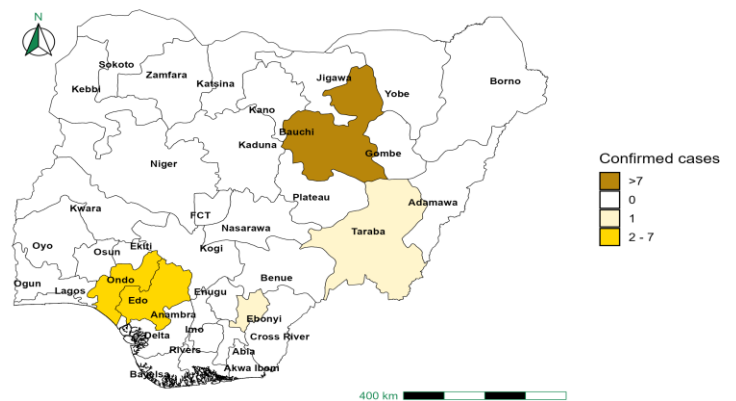 N
Sokoto
Zamfara
Kebbi
Katsina
Jigawa
Yobe
Borno
Kano
Bauchi
Kaduna
Gombe
Niger
Plateau
Adamawa
Kwara
FCT
Nasarawa
Taraba
Oyo
Osun
Ekiti
Kogi
Benue
Ogun
Lagos
Ondo
Edo
Enugu
Anambra
Ebonyi
Delta
Imo
Cross River
Rivers
Abia
Akwa Ibom
Bayelsa
Confirmed cases
>7
0
1
2 - 7
400 km